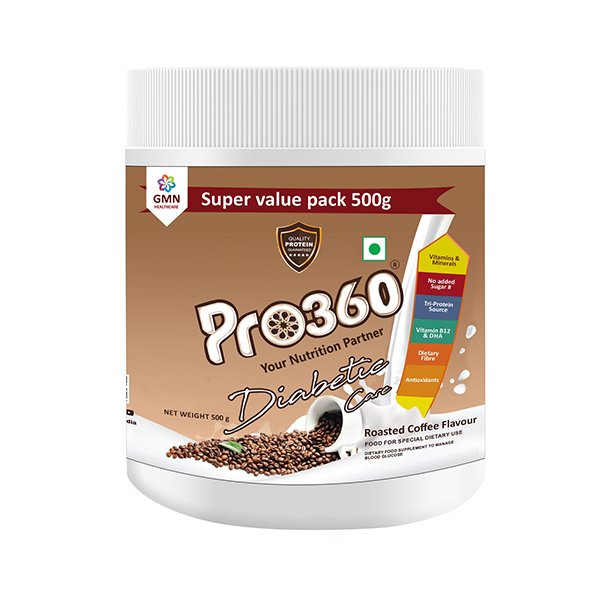 GMN
HEALTHCARE
Super value pack 500g
QUALITY
PROTEIN
GUARANTEED
Pro360®
Your Nutrition Partner
Diabetic
Care
NET WEIGHT 500 g
Vitamins &
Minerals
No added
Sugar #
Tri-Protein
Source
Vitamin B12
& DHA
Dietary
Fibre
Antioxidants
Roasted Coffee Flavour
FOOD FOR SPECIAL DIETARY USE
DIETARY FOOD SUPPLEMENT TO MANAGE
BLOOD GLUCOSE
dia